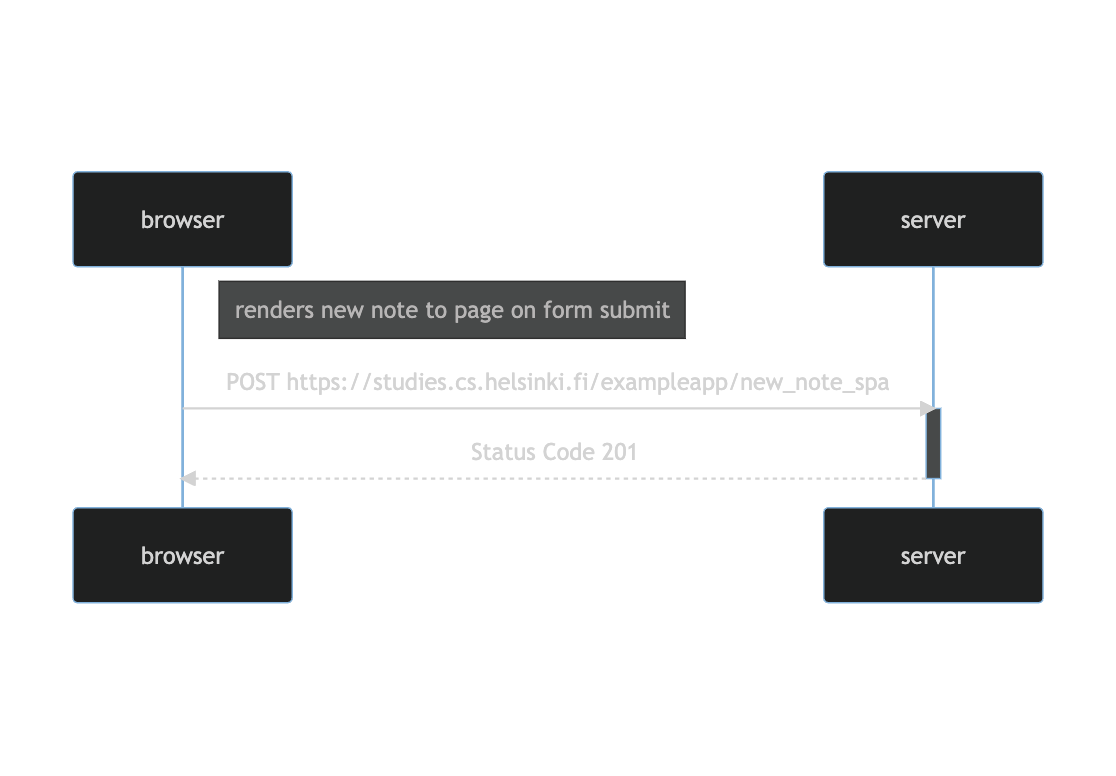 browser
server
renders new note to page on form submit
POST https://studies.cs.helsinki.fi/exampleapp/new_note_spa
Status Code 201
browser
server